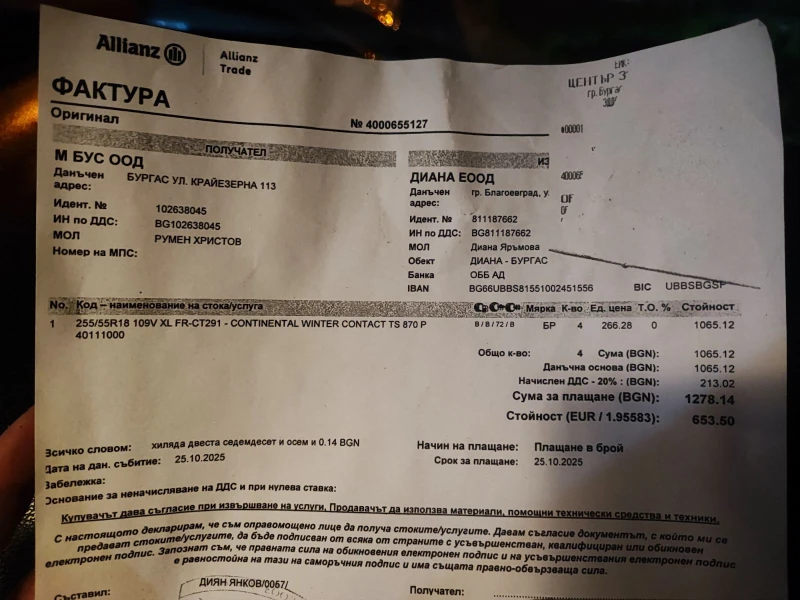 Allianz
Allianz
Trade
ФАКТУРА
Оригинал
№ 4000655127
ЦЕНТЪР З
гр. Бургас
#00001
ПОЛУЧАТЕЛ
М БУС ООД
Данъчен адрес: БУРГАС УЛ. КРАЙЕЗЕРНА 113
Идент. № 102638045
ИН по ДДС: BG102638045
МОЛ РУМЕН ХРИСТОВ
Номер на МПС:
ИЗ
ДИАНА ЕООД
Данъчен адрес: гр. Благоевград, у
Идент. № 811187662
ИН по ДДС: BG811187662
МОЛ Диана Яръмова
Обект ДИАНА - БУРГАС
Банка ОББ АД
IBAN BG66UBBS81551002451556 BIC UBBSBGSF
No. Код – наименование на стока/услуга Мярка К-во Ед. цена Т.О. % Стойност
1 255/55R18 109V XL FR-CT291 - CONTINENTAL WINTER CONTACT TS 870 P B / B / 72 / B БР 4 266.28 0 1065.12
40111000
Общо к-во: 4 Сума (BGN): 1065.12
Данъчна основа (BGN): 1065.12
Начислен ДДС - 20% : (BGN): 213.02
Сума за плащане (BGN): 1278.14
Стойност (EUR / 1.95583): 653.50
Всичко словом: хиляда двеста седемдесет и осем и 0.14 BGN
Дата на дан. събитие: 25.10.2025
Начин на плащане: Плащане в брой
Срок за плащане: 25.10.2025
Забележка:
Основание за неначисляване на ДДС и при нулева ставка:
Купувачът дава съгласие при извършване на услуги, Продавачът да използва материали, помощни технически средства и техники.
С настоящото декларирам, че съм оправомощено лице да получа стоките/услугите. Давам съгласие документът, с който ми се
предават стоките/услугите, да бъде подписван от всяка от страните с усъвършенстван, квалифициран или обикновен
електронен подпис. Запознат съм, че правната сила на обикновения електронен подпис и на усъвършенствания електронен подпис
е равностойна на тази на саморъчния подпис и има същата правно-обвързваща сила.
Съставил: ДИЯН ЯНКОВ/0067/
Получател: